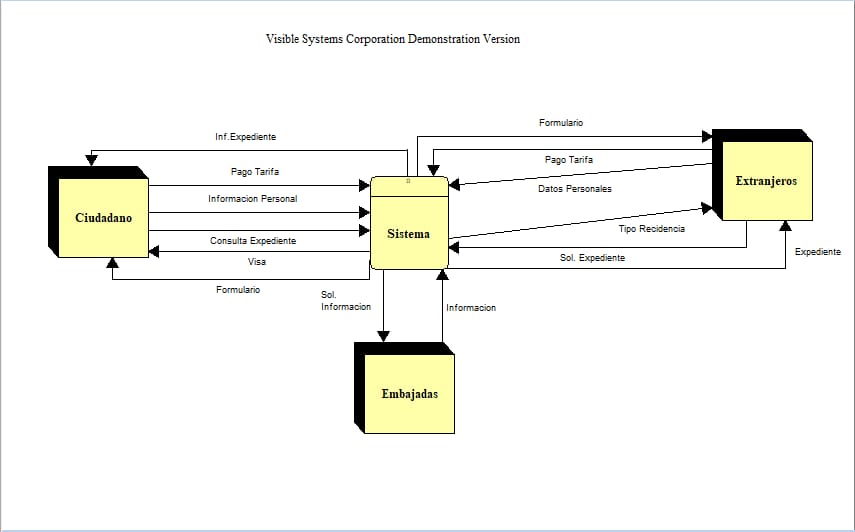 Visible Systems Corporation Demonstration Version
Formulario
Inf.Expediente
Pago Tarifa
Pago Tarifa
Extranjeros
Datos Personales
Informacion Personal
Ciudadano
Tipo Recidencia
Sistema
Consulta Expediente
Expediente
Sol. Expediente
Visa
Formulario
Sol.
Informacion
Informacion
Embajadas